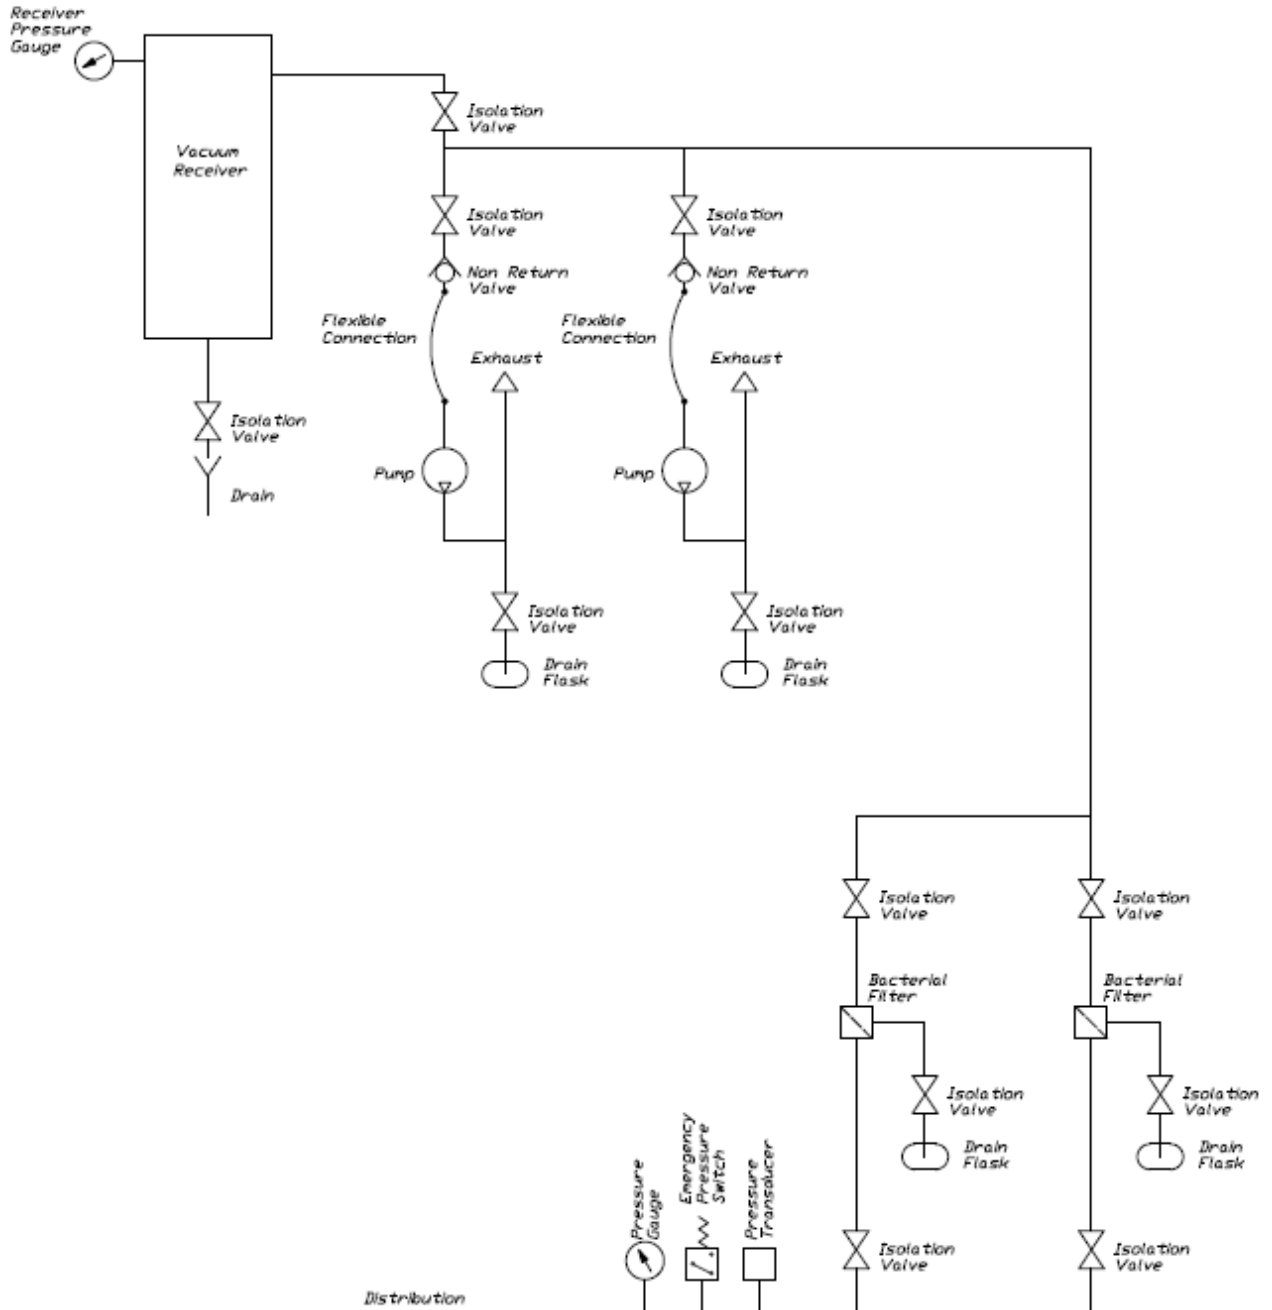 Receiver
Pressure
Gauge
Isolation
Valve
Vacuum
Receiver
Isolation
Valve
Isolation
Valve
Non Return
Valve
Non Return
Valve
Flexible
Connection
Flexible
Connection
Exhaust
Exhaust
Isolation
Valve
Pump
Pump
Drain
Isolation
Valve
Isolation
Valve
Drain
Flask
Drain
Flask
Isolation
Valve
Isolation
Valve
Bacterial
Filter
Bacterial
Filter
Isolation
Valve
Isolation
Valve
Drain
Flask
Drain
Flask
Pressure
Gauge
Emergency
Pressure
Switch
Pressure
Transducer
Isolation
Valve
Isolation
Valve
Distribution